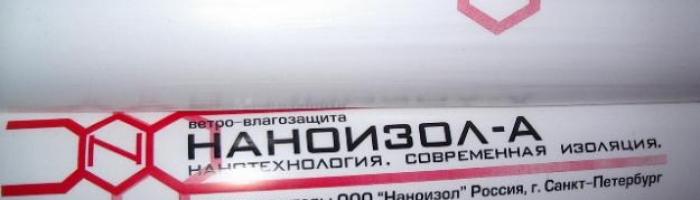 ветро-влагозащита
НАНОИЗОЛ-А
НАНОТЕХНОЛОГИЯ. СОВРЕМЕННАЯ ИЗОЛЯЦИЯ.
ООО "Наноизол" Россия, г. Санкт-Петербург
N